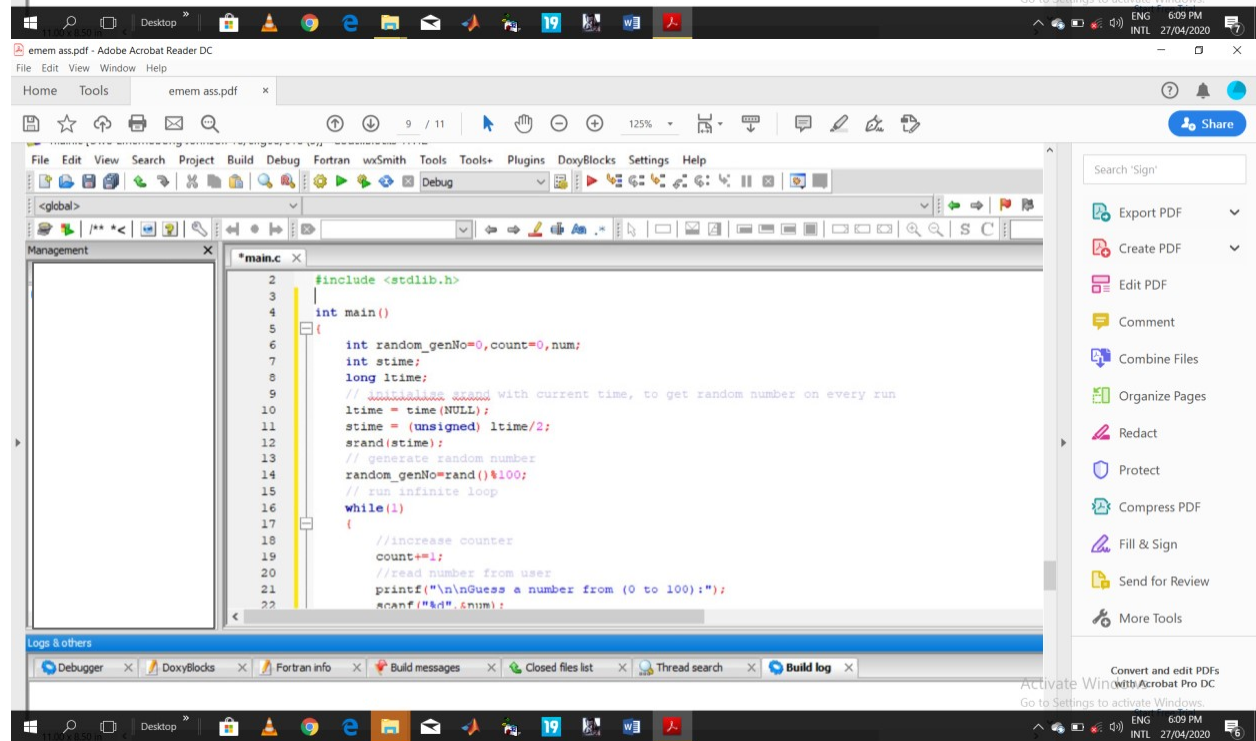 Desktop
ENG 6:09 PM
INTL 27/04/2020
emem ass.pdf - Adobe Acrobat Reader DC
File Edit View Window Help
Home Tools emem ass.pdf ×
9 / 11 125% Share
File Edit View Search Project Build Debug Fortran wxSmith Tools Tools+ Plugins DoxyBlocks Settings Help
Debug
<global>
/** *< .* S C
Management
*main.c
2 #include <stdlib.h>
3
4 int main()
5 {
6 int random_genNo=0,count=0,num;
7 int stime;
8 long ltime;
9 // initialise srand with current time, to get random number on every run
10 ltime = time(NULL);
11 stime = (unsigned) ltime/2;
12 srand(stime);
13 // generate random number
14 random_genNo=rand()%100;
15 // run infinite loop
16 while(1)
17 {
18 //increase counter
19 count+=1;
20 //read number from user
21 printf("\n\nGuess a number from (0 to 100):");
22 scanf("%d",&num);
Logs & others
Debugger DoxyBlocks Fortran info Build messages Closed files list Thread search Build log
Search 'Sign'
Export PDF
Create PDF
Edit PDF
Comment
Combine Files
Organize Pages
Redact
Protect
Compress PDF
Fill & Sign
Send for Review
More Tools
Convert and edit PDFs
with Acrobat Pro DC
Activate Windows
Go to Settings to activate Windows.
Desktop
ENG 6:09 PM
INTL 27/04/2020